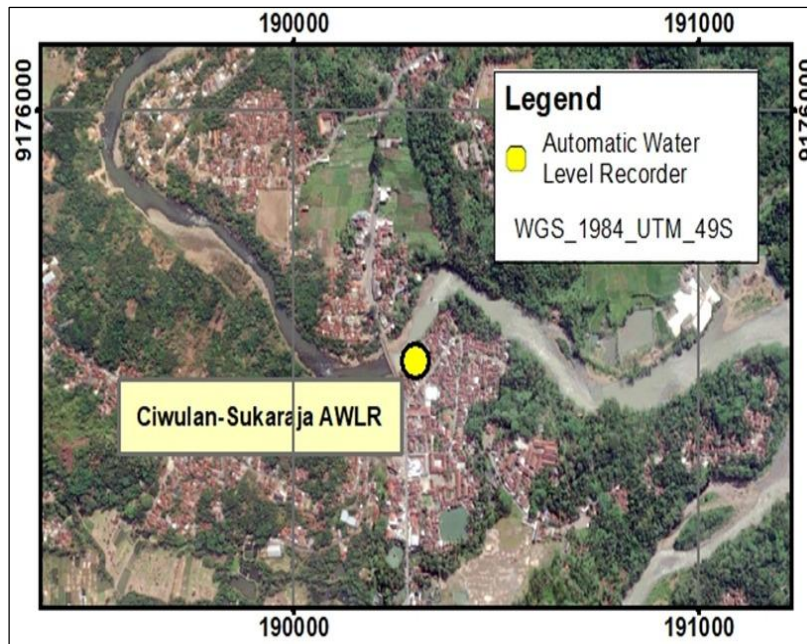 190000 191000
9176000 9176000
Legend
Automatic Water
Level Recorder
WGS_1984_UTM_49S
Ciwulan-Sukaraja AWLR
190000 191000